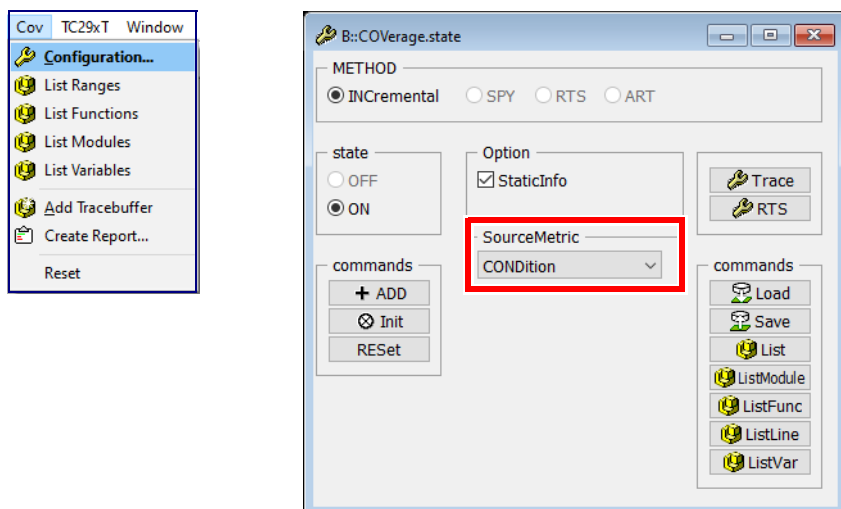 Cov TC29xT Window
Configuration...
List Ranges
List Functions
List Modules
List Variables
Add Tracebuffer
Create Report...
Reset
B::COVerage.state
METHOD
INCremental SPY RTS ART
state
OFF
ON
Option
StaticInfo
Trace
RTS
SourceMetric
CONDition
commands
+ ADD
Init
RESet
commands
Load
Save
List
ListModule
ListFunc
ListLine
ListVar